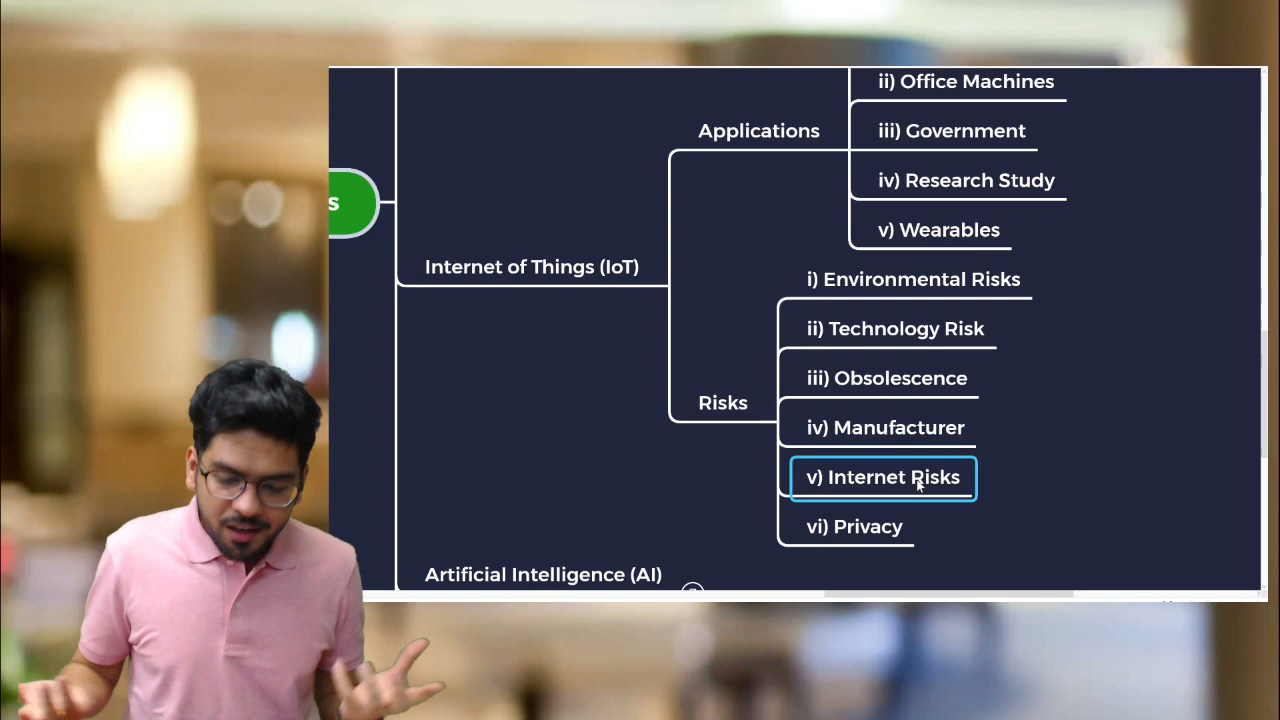 ii) Office Machines
Applications
iii) Government
iv) Research Study
s
v) Wearables
Internet of Things (IoT)
i) Environmental Risks
ii) Technology Risk
iii) Obsolescence
Risks
iv) Manufacturer
v) Internet Risks
vi) Privacy
Artificial Intelligence (AI)